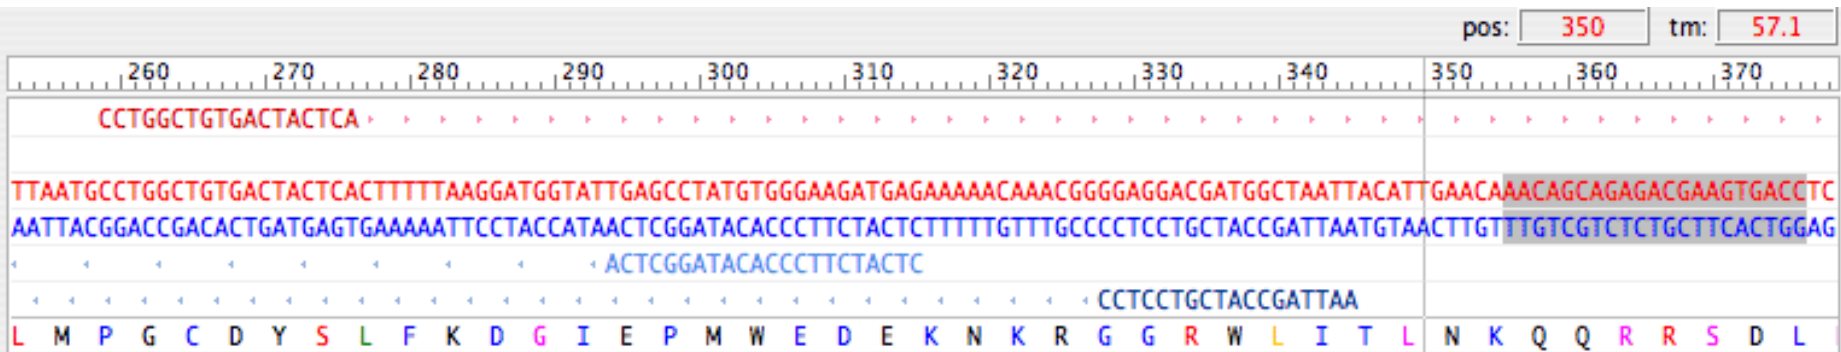 pos: 350 tm: 57.1
260 270 280 290 300 310 320 330 340 350 360 370
CCTGGCTGTGACTACTCA
TTAATGCCTGGCTGTGACTACTCACTTTTTAAGGATGGTATTGAGCCTATGTGGGAAGATGAGAAAAACAAACGGGGAGGACGATGGCTAATTACATTGAACAAACAGCAGAGACGAAGTGACCTC
AATTACGGACCGACACTGATGAGTGAAAAATTCCTACCATAACTCGGATACACCCTTCTACTCTTTTTGTTTGCCCCTCCTGCTACCGATTAATGTAACTTGTTTGTCGTCTCTGCTTCACTGGAG
ACTCGGATACACCCTTCTACTC
CCTCCTGCTACCGATTAA
L M P G C D Y S L F K D G I E P M W E D E K N K R G G R W L I T L N K Q Q R R S D L